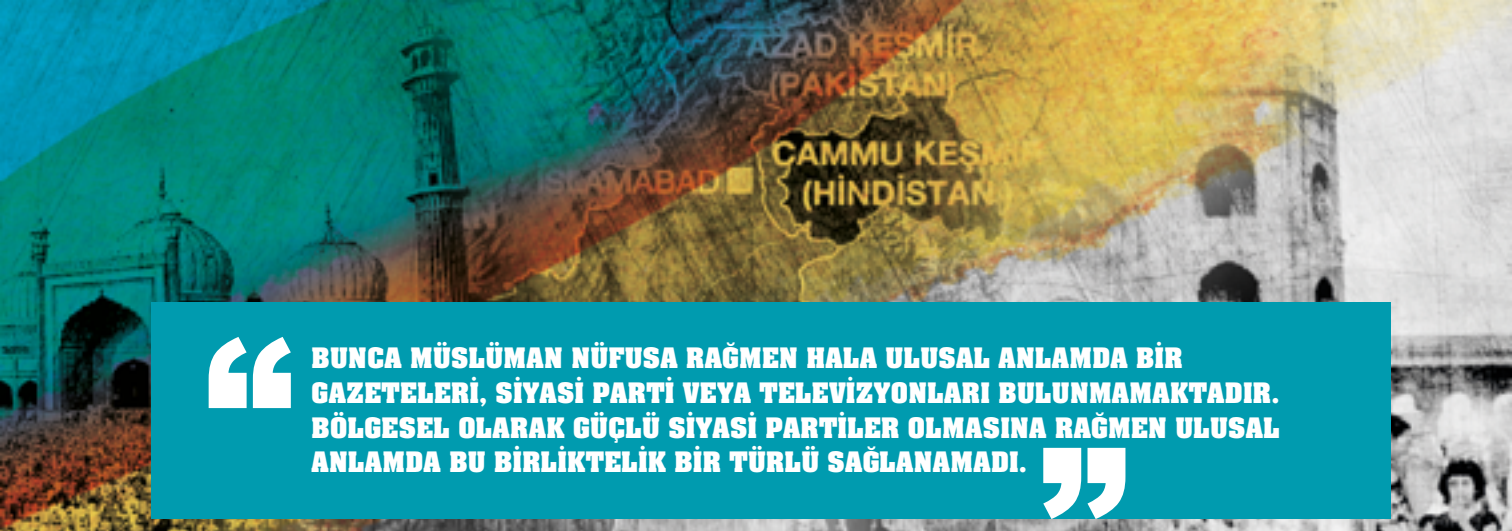 AZAD KEŞMİR
(PAKİSTAN)
CAMMU KEŞMİR
(HİNDİSTAN)
ISLAMABAD
“BUNCA MÜSLÜMAN NÜFUSA RAĞMEN HALA ULUSAL ANLAMDA BİR
GAZETELERİ, SİYASİ PARTİ VEYA TELEVİZYONLARI BULUNMAMAKTADIR.
BÖLGESEL OLARAK GÜÇLÜ SİYASİ PARTİLER OLMASINA RAĞMEN ULUSAL
ANLAMDA BU BİRLİKTELİK BİR TÜRLÜ SAĞLANAMADI.”